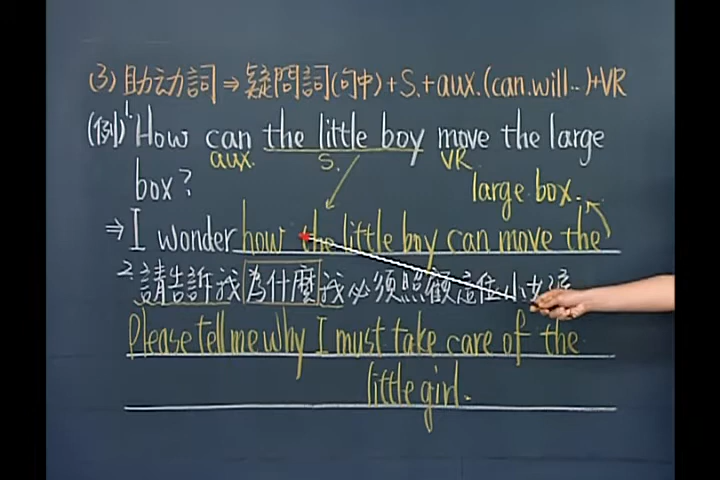 (3) 助动詞 ⇒ 疑問詞(句中) + S. + aux. (can. will ‥) + VR
(例) 1. How can the little boy move the large
aux. S. VR
box? large box.
⇒ I wonder how the little boy can move the
2. 請告訴我為什麼我必須照顧這位小女孩
Please tell me why I must take care of the
little girl.